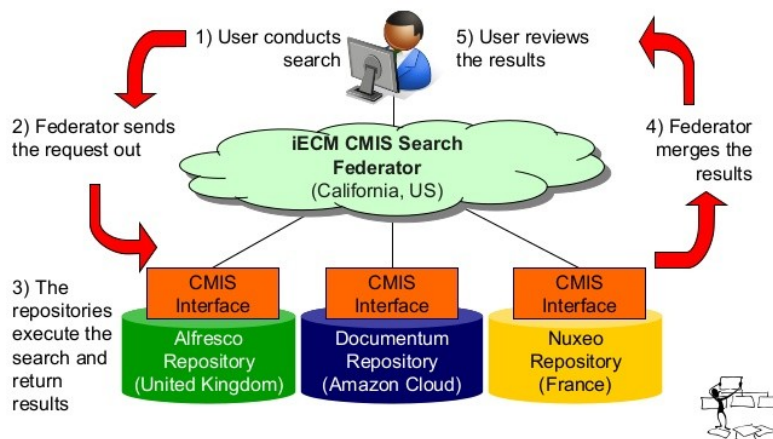 1) User conducts
search
5) User reviews
the results
2) Federator sends
the request out
iECM CMIS Search
Federator
(California, US)
4) Federator
merges the
results
3) The
repositories
execute the
search and
return
results
CMIS
Interface
Alfresco
Repository
(United Kingdom)
CMIS
Interface
Documentum
Repository
(Amazon Cloud)
CMIS
Interface
Nuxeo
Repository
(France)